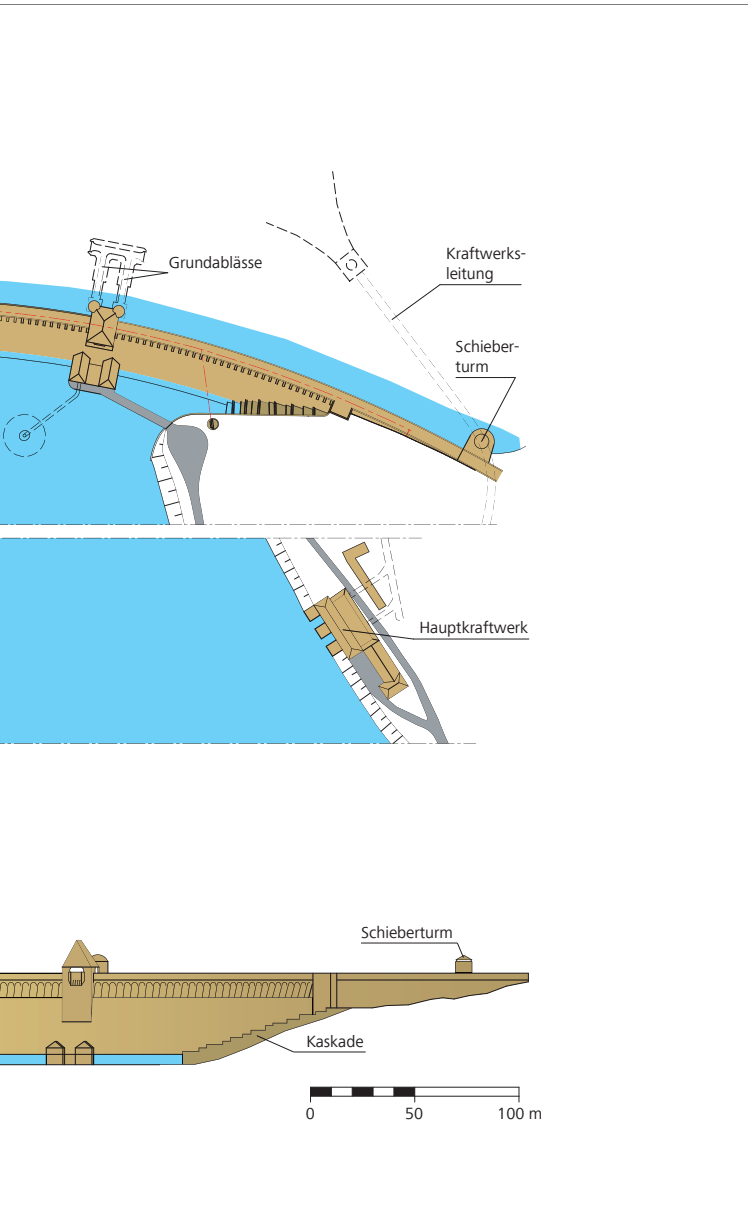 Grundablässe
Kraftwerks-
leitung
Schieber-
turm
Hauptkraftwerk
Schieberturm
Kaskade
0 50 100 m